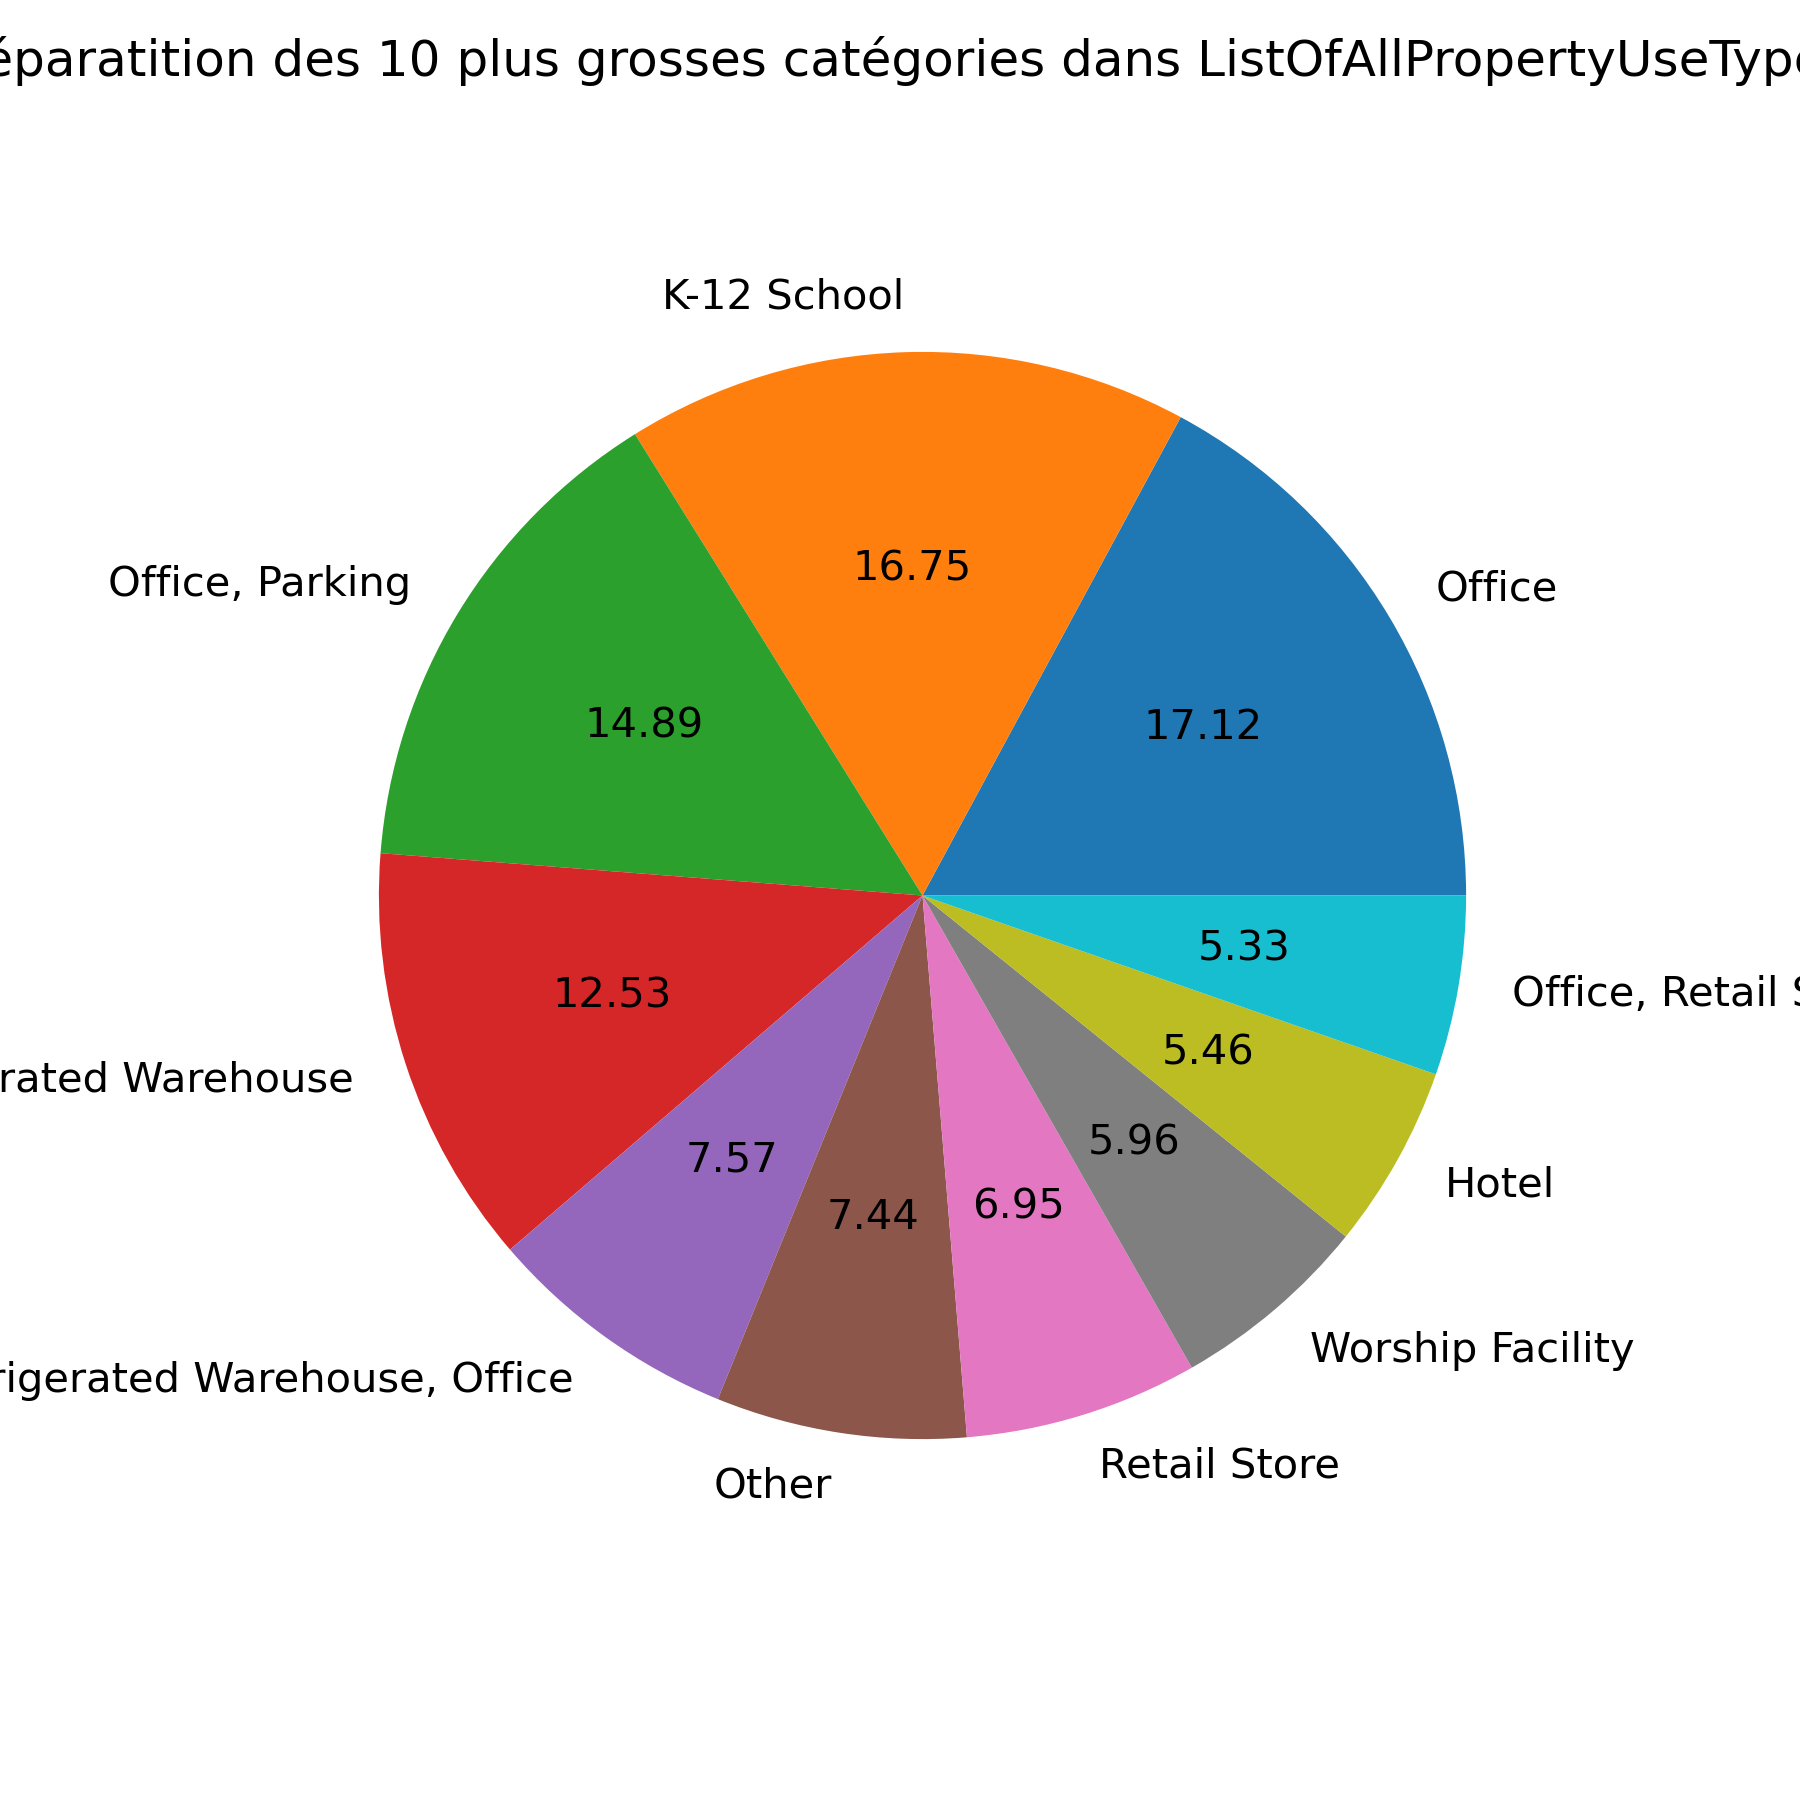 éparatition des 10 plus grosses catégories dans ListOfAllPropertyUseType
K-12 School
Office, Parking
Office
16.75
14.89
17.12
12.53
5.33
Office, Retail
rated Warehouse
5.46
7.57
5.96
Hotel
7.44
6.95
rigerated Warehouse, Office
Worship Facility
Other
Retail Store